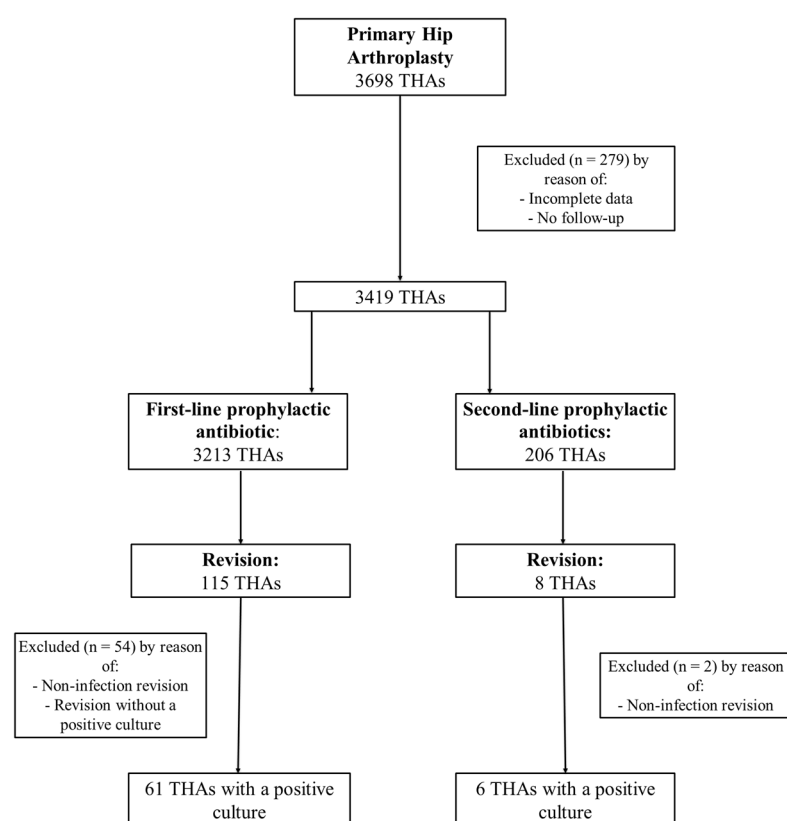 Primary Hip
Arthroplasty
3698 THAs
Excluded (n = 279) by
reason of:
- Incomplete data
- No follow-up
3419 THAs
First-line prophylactic
antibiotic:
3213 THAs
Second-line prophylactic
antibiotics:
206 THAs
Revision:
115 THAs
Revision:
8 THAs
Excluded (n = 54) by reason
of:
- Non-infection revision
- Revision without a
positive culture
Excluded (n = 2) by reason
of:
- Non-infection revision
61 THAs with a positive
culture
6 THAs with a positive
culture